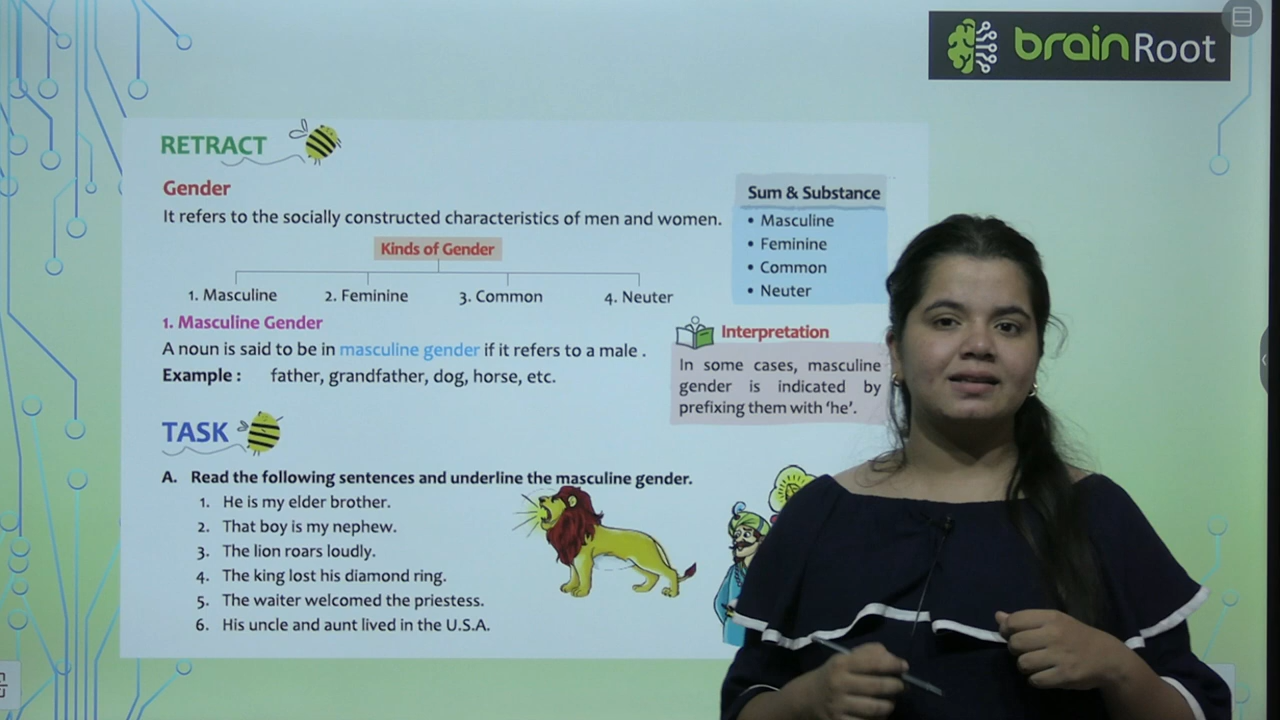 brainRoot
RETRACT
Gender
It refers to the socially constructed characteristics of men and women.
Kinds of Gender
1. Masculine 2. Feminine 3. Common 4. Neuter
Sum & Substance
• Masculine
• Feminine
• Common
• Neuter
1. Masculine Gender
A noun is said to be in masculine gender if it refers to a male .
Example : father, grandfather, dog, horse, etc.
Interpretation
In some cases, masculine
gender is indicated by
prefixing them with ‘he’.
TASK
A. Read the following sentences and underline the masculine gender.
1. He is my elder brother.
2. That boy is my nephew.
3. The lion roars loudly.
4. The king lost his diamond ring.
5. The waiter welcomed the priestess.
6. His uncle and aunt lived in the U.S.A.